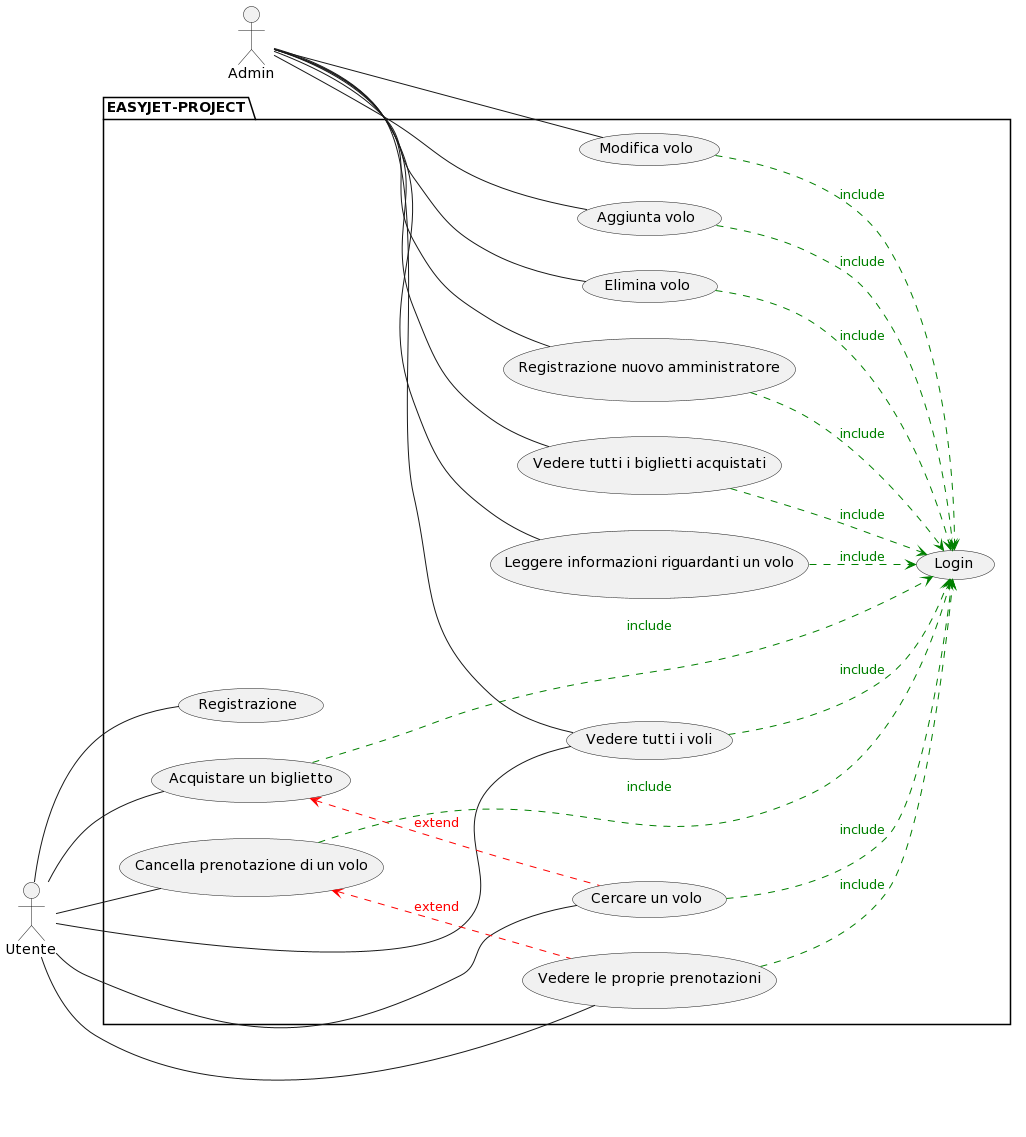 Admin
EASYJET-PROJECT
Modifica volo
include
Aggiunta volo
include
Elimina volo
include
Registrazione nuovo amministratore
include
Vedere tutti i biglietti acquistati
include
Leggere informazioni riguardanti un volo
include
Login
include
include
Registrazione
Vedere tutti i voli
Acquistare un biglietto
include
extend
include
Cancella prenotazione di un volo
include
Cercare un volo
extend
Utente
Vedere le proprie prenotazioni